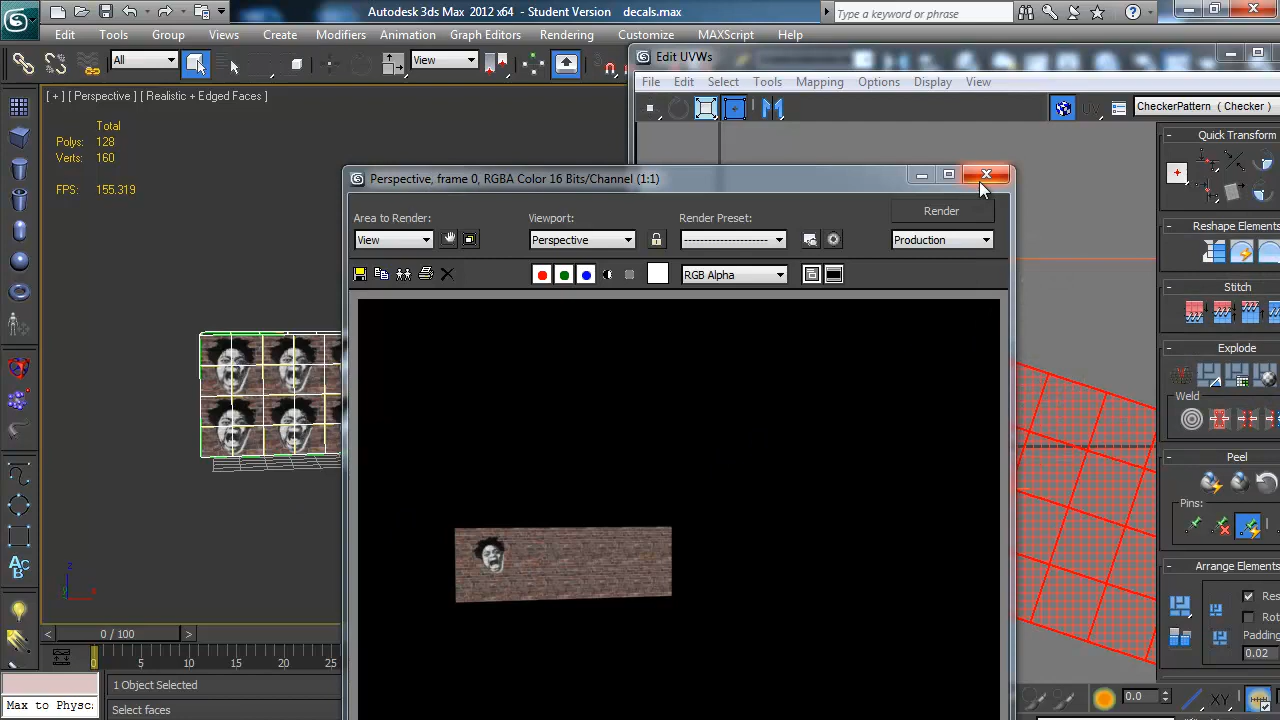 Autodesk 3ds Max 2012 x64 - Student Version decals.max
Type a keyword or phrase
Edit Tools Group Views Create Modifiers Animation Graph Editors Rendering Customize MAXScript Help
All
View
Edit UVWs
File Edit Select Tools Mapping Options Display View
CheckerPattern ( Checker )
[ + ] [ Perspective ] [ Realistic + Edged Faces ]
Total
Polys: 128
Verts: 160
FPS: 155.319
Perspective, frame 0, RGBA Color 16 Bits/Channel (1:1)
Area to Render:
View
Viewport:
Perspective
Render Preset:
Render
Production
RGB Alpha
Quick Transform
Reshape Elements
Stitch
Explode
Weld
Peel
Pins:
Arrange Elements
Res
Rot
Padding
0.02
z
y
x
0 / 100
0 5 10 15 20 25
1 Object Selected
Max to Physca
Select faces
0.0
XY